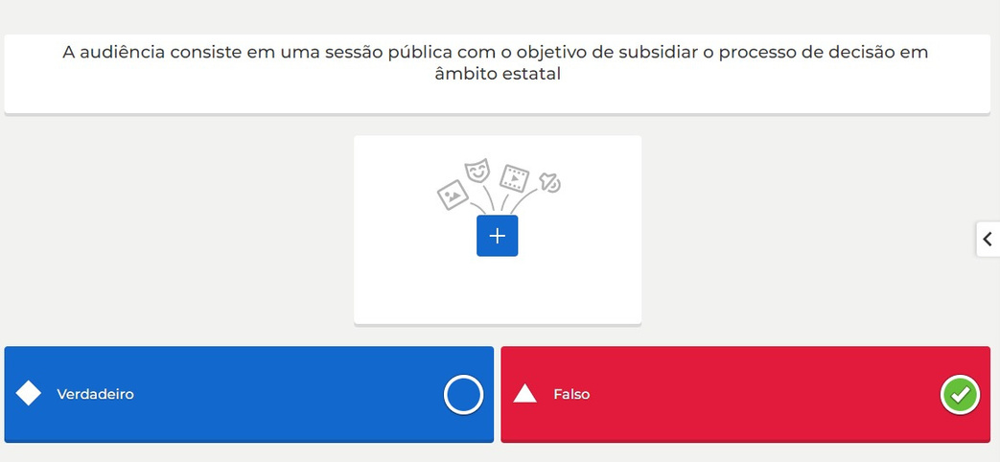 A audiência consiste em uma sessão pública com o objetivo de subsidiar o processo de decisão em
âmbito estatal
Verdadeiro
Falso